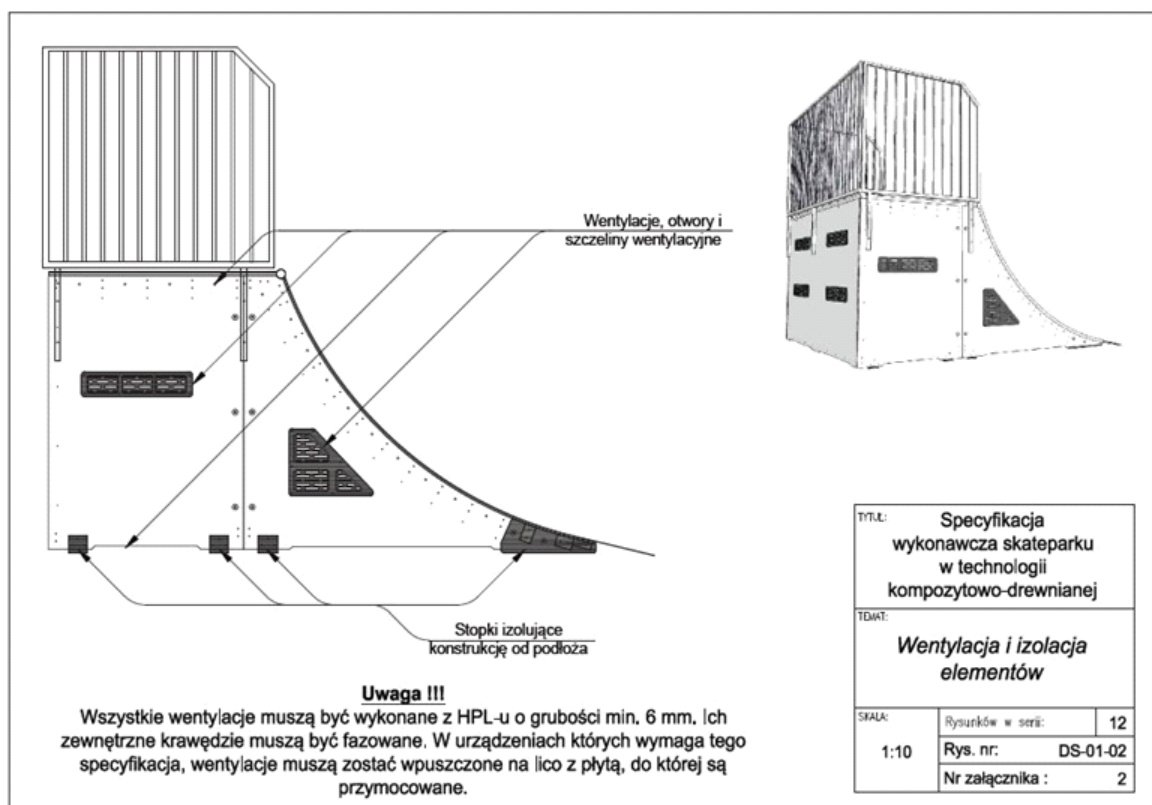 Wentylacje, otwory i
szczeliny wentylacyjne
Stopki izolujące
konstrukcję od podłoża
Uwaga !!!
Wszystkie wentylacje muszą być wykonane z HPL-u o grubości min. 6 mm. Ich
zewnętrzne krawędzie muszą być fazowane. W urządzeniach których wymaga tego
specyfikacja, wentylacje muszą zostać wpuszczone na lico z płytą, do której są
przymocowane.
TYTUŁ:
Specyfikacja
wykonawcza skateparku
w technologii
kompozytowo-drewnianej
TEMAT:
Wentylacja i izolacja
elementów
SKALA:
1:10
Rysunków w serii: 12
Rys. nr: DS-01-02
Nr załącznika : 2